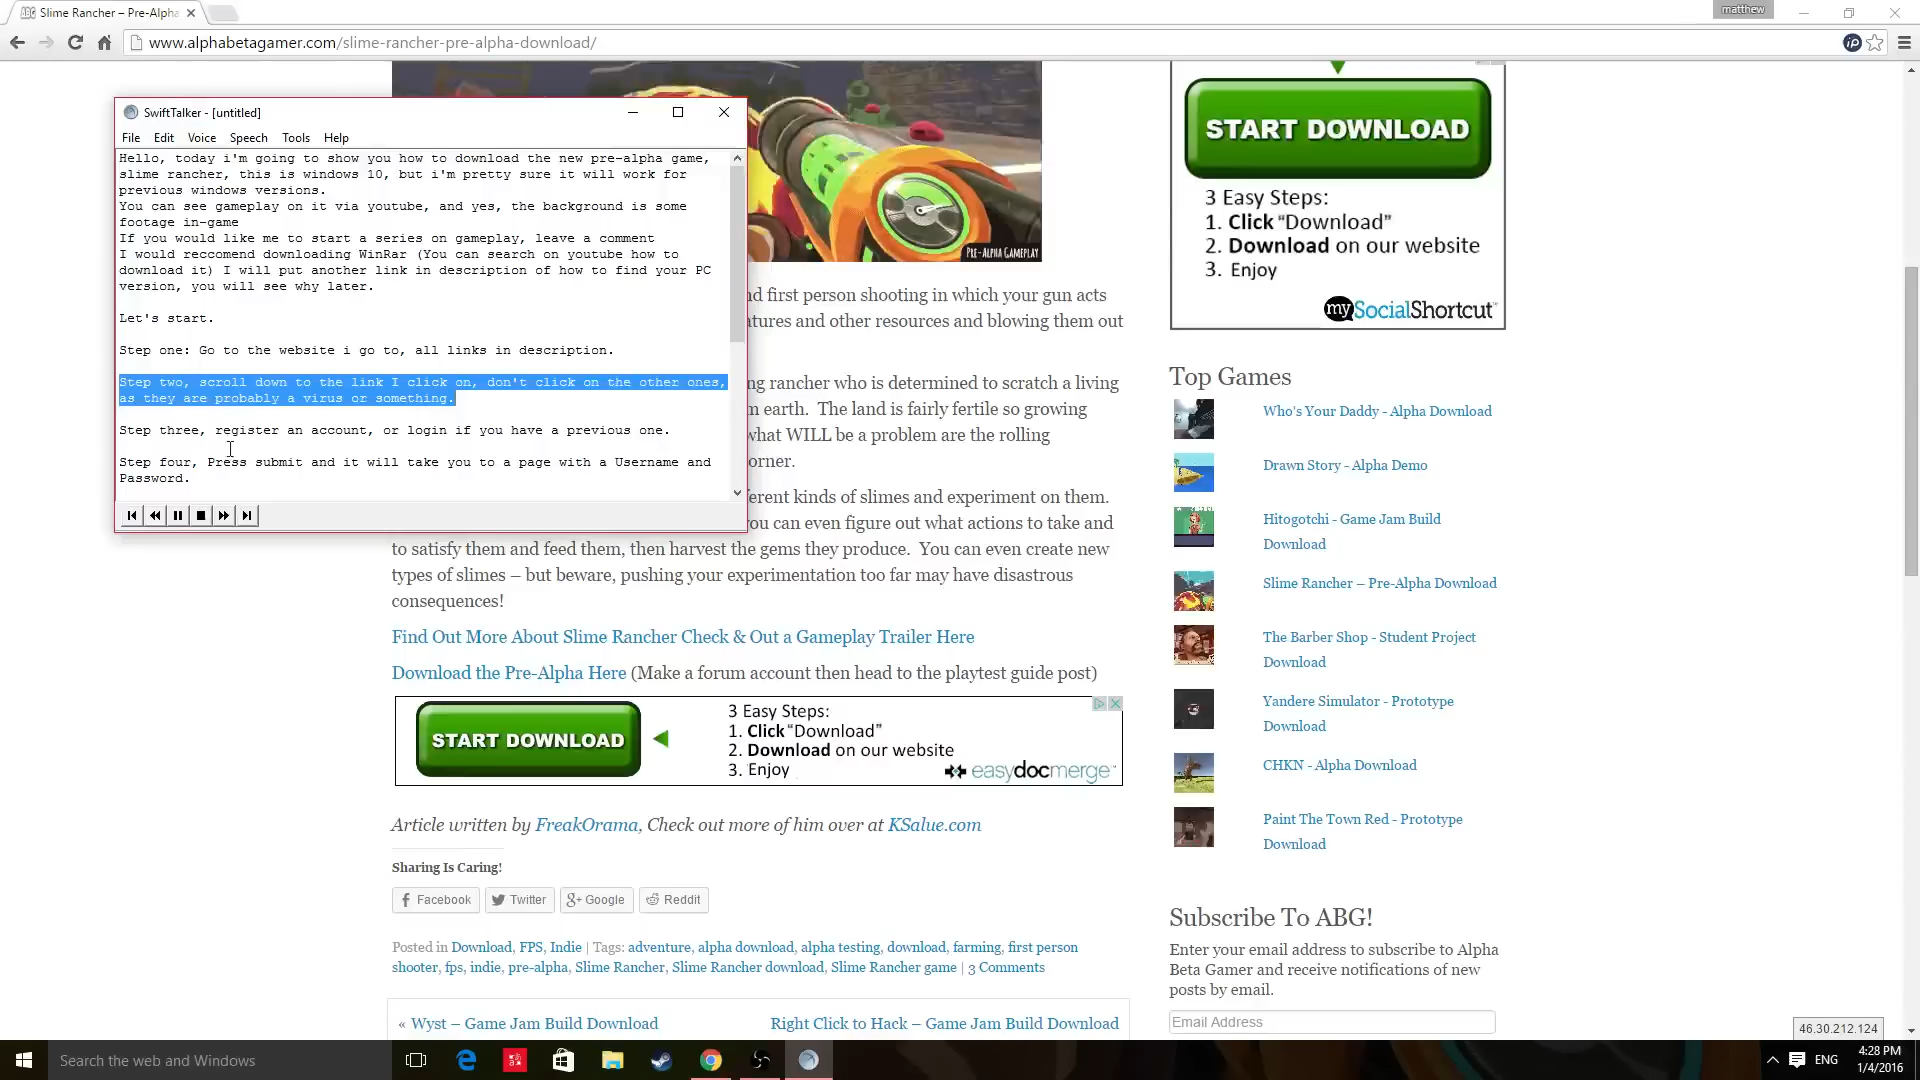 Slime Rancher – Pre-Alpha
matthew
www.alphabetagamer.com/slime-rancher-pre-alpha-download/
SwiftTalker - [untitled]
File Edit Voice Speech Tools Help
Hello, today i'm going to show you how to download the new pre-alpha game,
slime rancher, this is windows 10, but i'm pretty sure it will work for
previous windows versions.
You can see gameplay on it via youtube, and yes, the background is some
footage in-game
If you would like me to start a series on gameplay, leave a comment
I would reccomend downloading WinRar (You can search on youtube how to
download it) I will put another link in description of how to find your PC
version, you will see why later.
Let's start.
Step one: Go to the website i go to, all links in description.
Step two, scroll down to the link I click on, don't click on the other ones,
as they are probably a virus or something.
Step three, register an account, or login if you have a previous one.
Step four, Press submit and it will take you to a page with a Username and
Password.
PRE-ALPHA GAMEPLAY
nd first person shooting in which your gun acts
atures and other resources and blowing them out
ng rancher who is determined to scratch a living
n earth. The land is fairly fertile so growing
what WILL be a problem are the rolling
orner.
ferent kinds of slimes and experiment on them.
you can even figure out what actions to take and
to satisfy them and feed them, then harvest the gems they produce. You can even create new
types of slimes – but beware, pushing your experimentation too far may have disastrous
consequences!
Find Out More About Slime Rancher Check & Out a Gameplay Trailer Here
Download the Pre-Alpha Here (Make a forum account then head to the playtest guide post)
START DOWNLOAD
3 Easy Steps:
1. Click "Download"
2. Download on our website
3. Enjoy
easydocmerge™
Article written by FreakOrama, Check out more of him over at KSalue.com
Sharing Is Caring!
Facebook Twitter Google Reddit
Posted in Download, FPS, Indie | Tags: adventure, alpha download, alpha testing, download, farming, first person
shooter, fps, indie, pre-alpha, Slime Rancher, Slime Rancher download, Slime Rancher game | 3 Comments
« Wyst – Game Jam Build Download
Right Click to Hack – Game Jam Build Download
START DOWNLOAD
3 Easy Steps:
1. Click "Download"
2. Download on our website
3. Enjoy
mySocialShortcut™
Top Games
Who's Your Daddy - Alpha Download
Drawn Story - Alpha Demo
Hitogotchi - Game Jam Build
Download
Slime Rancher – Pre-Alpha Download
The Barber Shop - Student Project
Download
Yandere Simulator - Prototype
Download
CHKN - Alpha Download
Paint The Town Red - Prototype
Download
Subscribe To ABG!
Enter your email address to subscribe to Alpha
Beta Gamer and receive notifications of new
posts by email.
Email Address
46.30.212.124
Search the web and Windows
ENG
4:28 PM
1/4/2016